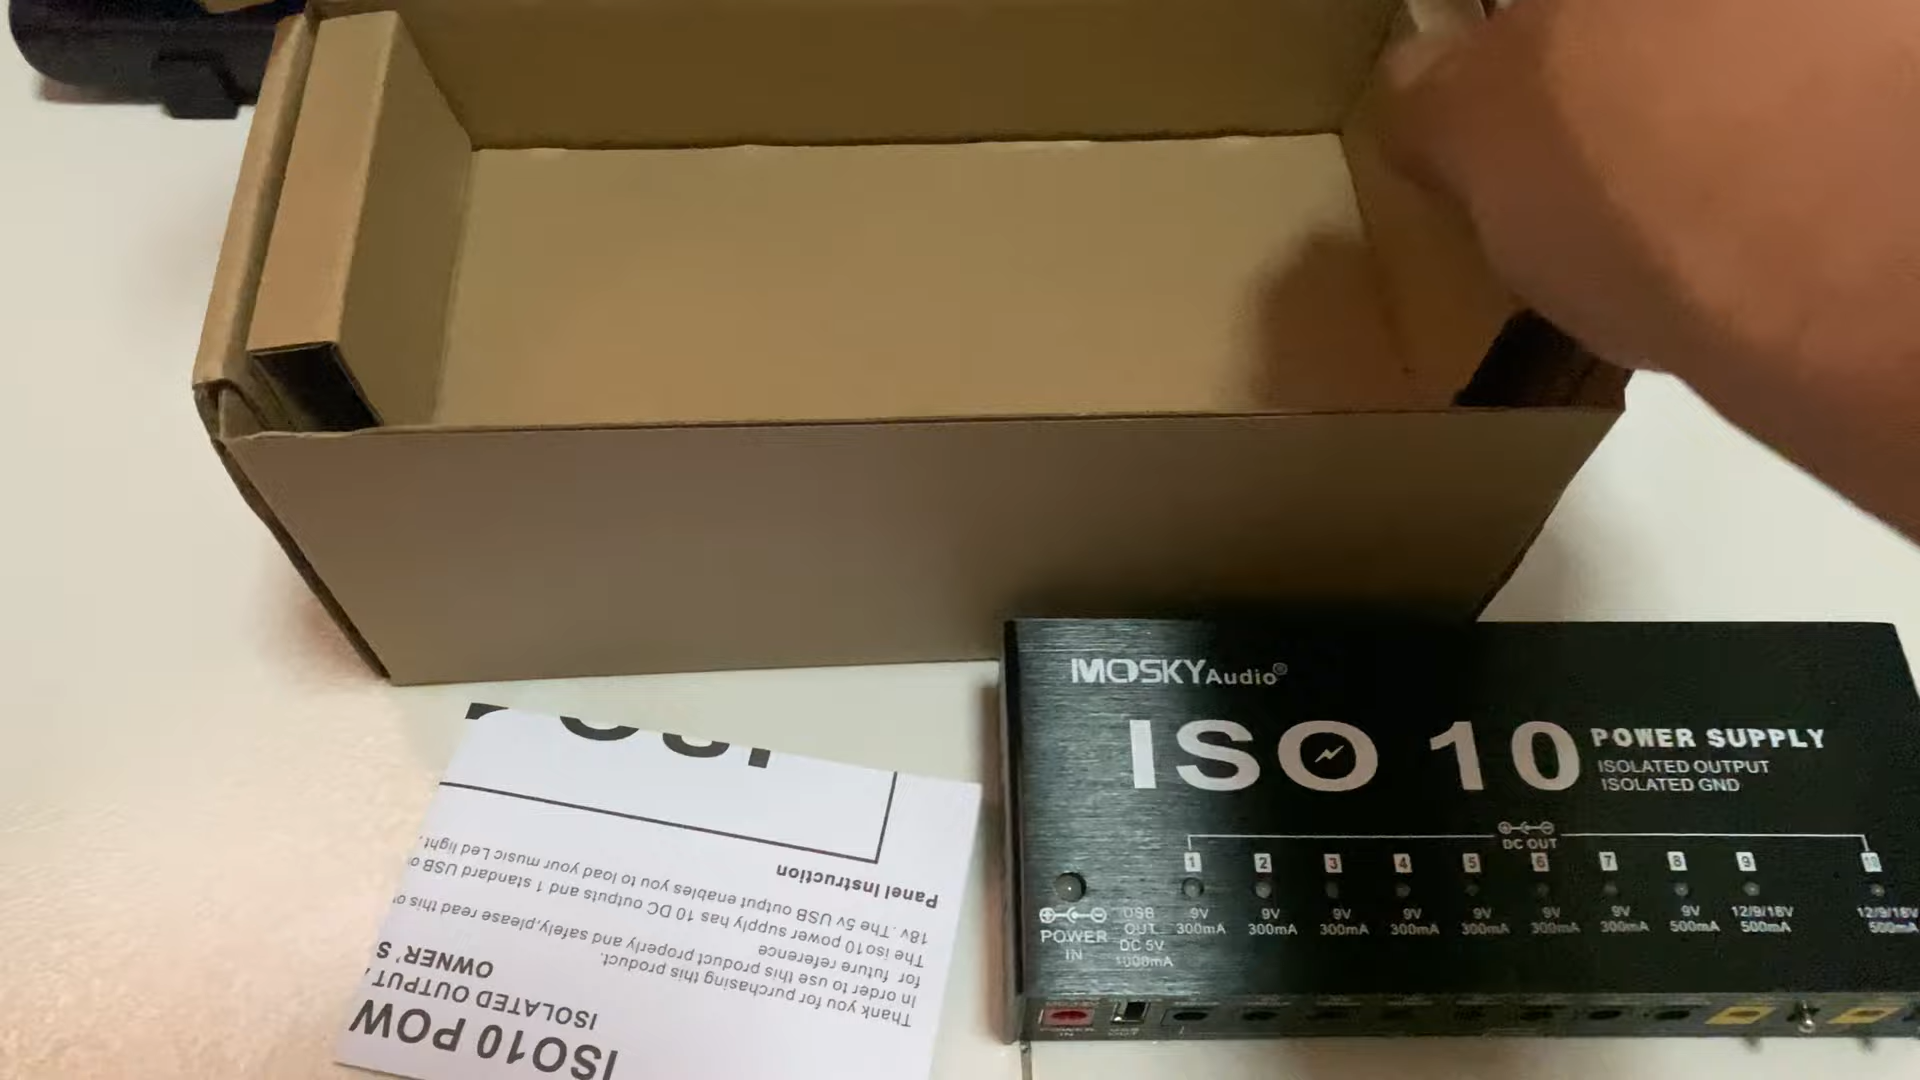 MOSKYAudio®
ISO 10
POWER SUPPLY
ISOLATED OUTPUT
ISOLATED GND
DC OUT
1 2 3 4 5 6 7 8 9 10
9V 9V 9V 9V 9V 9V 9V 9V 12/9/18V 12/9/18V
300mA 300mA 300mA 300mA 300mA 300mA 300mA 500mA 500mA 500mA
POWER
IN
USB
OUT
DC 5V
1000mA
ISO10 POW
ISOLATED OUTPUT
OWNER'S
Thank you for purchasing this product.
In order to use this product properly and safely,please read this
for future reference
The iso10 power supply has 10 DC outputs and 1 standard USB
18v .The 5v USB output enables you to load your music Led light.
Panel Instruction